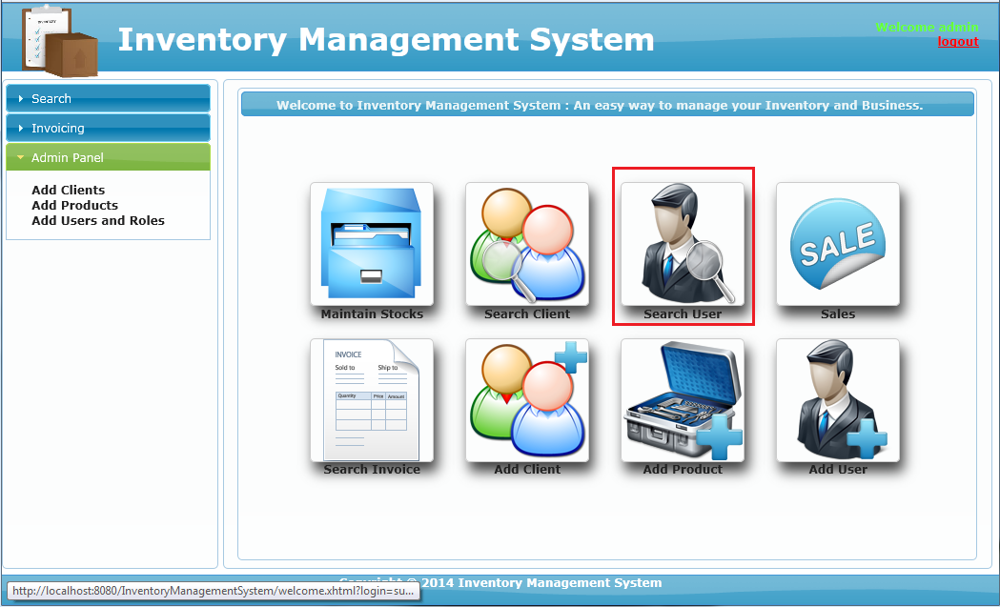 INVENTORY
Inventory Management System
Welcome admin
logout
Search
Invoicing
Admin Panel
Add Clients
Add Products
Add Users and Roles
Welcome to Inventory Management System : An easy way to manage your Inventory and Business.
Maintain Stocks
Search Client
Search User
SALE
Sales
INVOICE
Sold to
Ship to
Quantity
Price
Amount
Search Invoice
Add Client
Add Product
Add User
Copyright © 2014 Inventory Management System
http://localhost:8080/InventoryManagementSystem/welcome.xhtml?login=su...